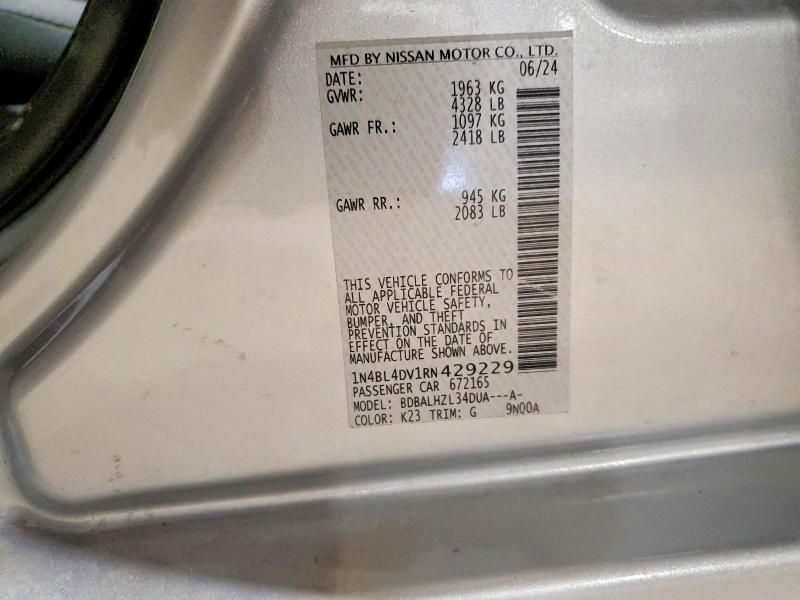 MFD BY NISSAN MOTOR CO., LTD.
DATE: 06/24
GVWR: 1963 KG
4328 LB
GAWR FR.: 1097 KG
2418 LB
GAWR RR.: 945 KG
2083 LB
THIS VEHICLE CONFORMS TO
ALL APPLICABLE FEDERAL
MOTOR VEHICLE SAFETY,
BUMPER, AND THEFT
PREVENTION STANDARDS IN
EFFECT ON THE DATE OF
MANUFACTURE SHOWN ABOVE.
1N4BL4DV1RN429229
PASSENGER CAR 672165
MODEL: BDBALHZL34DUA---A-
COLOR: K23 TRIM: G 9N00A